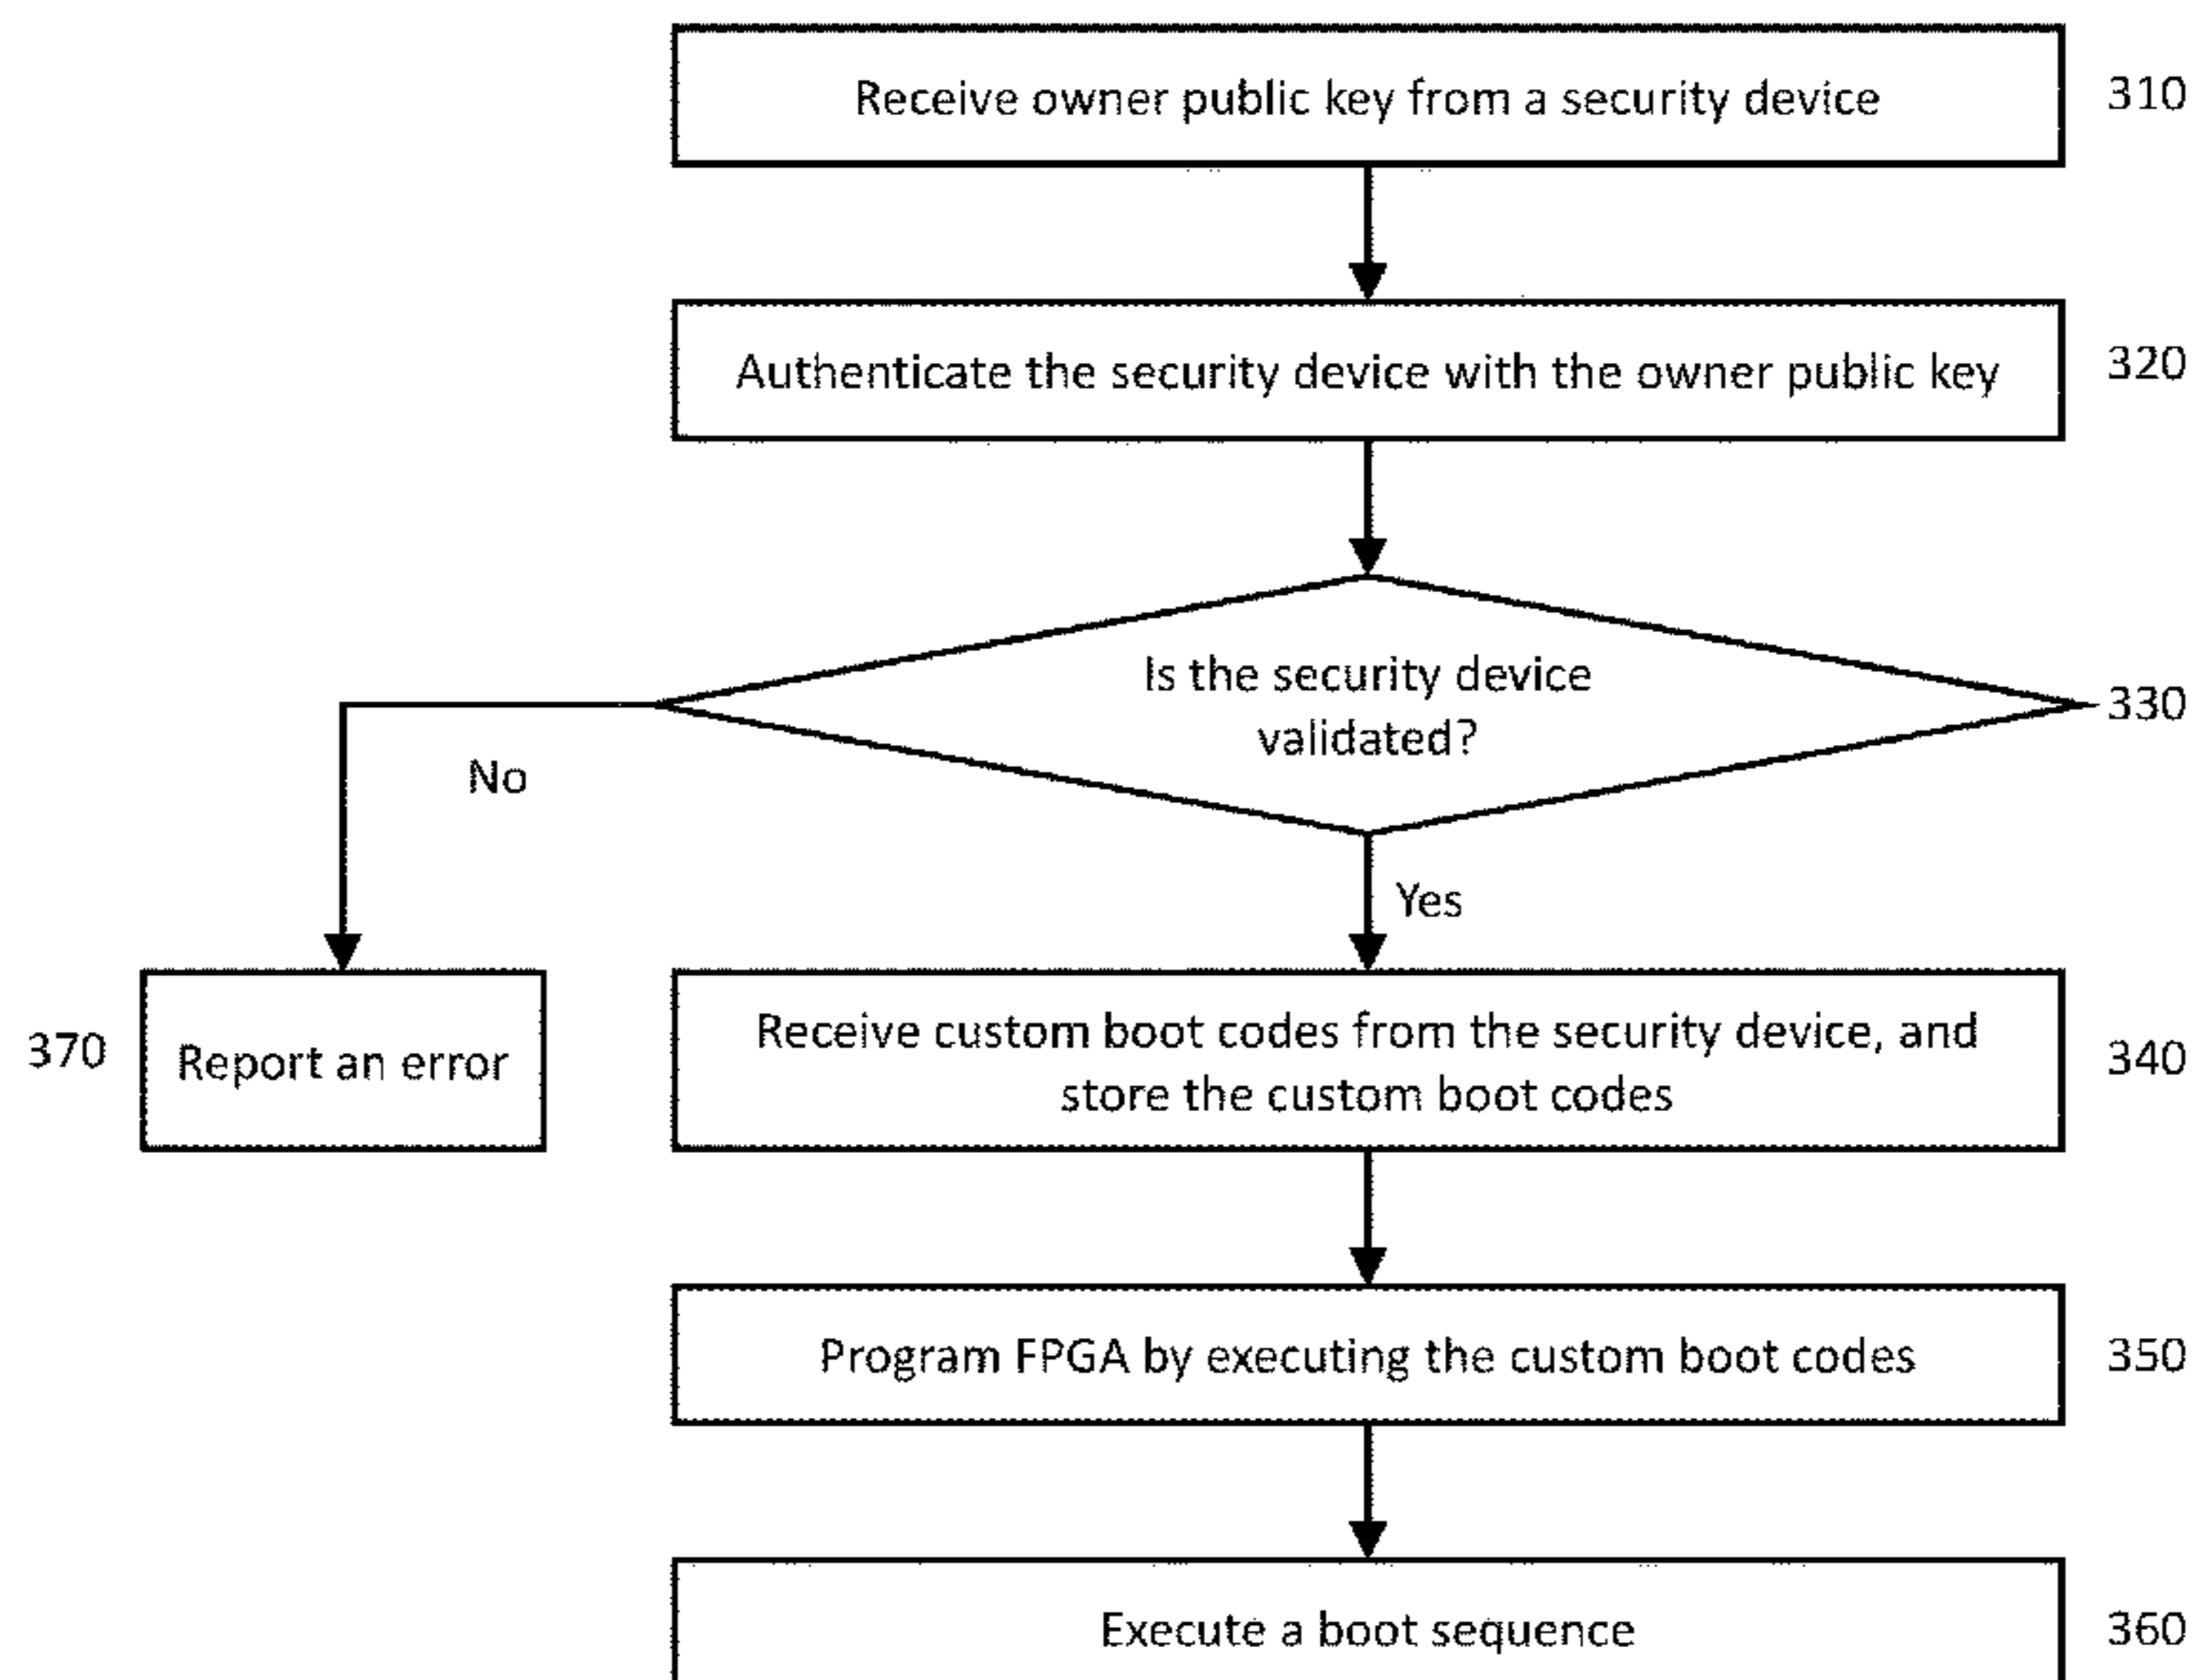 Receive owner public key from a security device
310
Authenticate the security device with the owner public key
320
Is the security device
validated?
330
No
Yes
370
Report an error
Receive custom boot codes from the security device, and
store the custom boot codes
340
Program FPGA by executing the custom boot codes
350
Execute a boot sequence
360